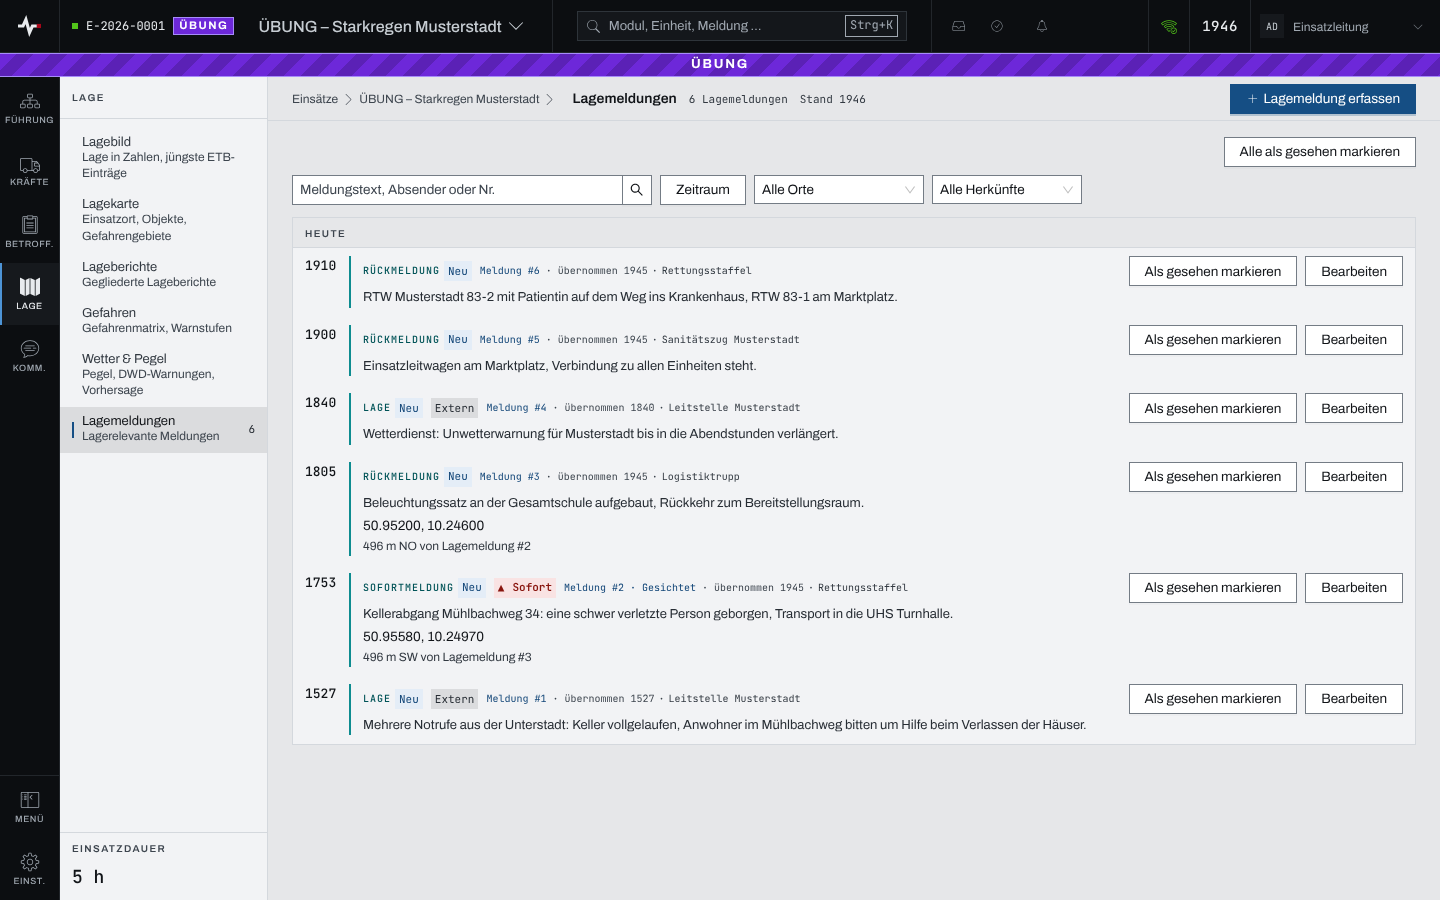 E-2026-0001 ÜBUNG ÜBUNG – Starkregen Musterstadt Modul, Einheit, Meldung ... Strg+K 1946 AD Einsatzleitung
ÜBUNG
FÜHRUNG
KRÄFTE
BETROFF.
LAGE
KOMM.
MENÜ
EINST.
LAGE
Lagebild
Lage in Zahlen, jüngste ETB-
Einträge
Lagekarte
Einsatzort, Objekte,
Gefahrengebiete
Lageberichte
Gegliederte Lageberichte
Gefahren
Gefahrenmatrix, Warnstufen
Wetter & Pegel
Pegel, DWD-Warnungen,
Vorhersage
Lagemeldungen
Lagerelevante Meldungen 6
EINSATZDAUER
5 h
Einsätze ÜBUNG – Starkregen Musterstadt Lagemeldungen 6 Lagemeldungen Stand 1946 + Lagemeldung erfassen
Alle als gesehen markieren
Meldungstext, Absender oder Nr. Zeitraum Alle Orte Alle Herkünfte
HEUTE
1910 RÜCKMELDUNG Neu Meldung #6 · übernommen 1945 · Rettungsstaffel Als gesehen markieren Bearbeiten
RTW Musterstadt 83-2 mit Patientin auf dem Weg ins Krankenhaus, RTW 83-1 am Marktplatz.
1900 RÜCKMELDUNG Neu Meldung #5 · übernommen 1945 · Sanitätszug Musterstadt Als gesehen markieren Bearbeiten
Einsatzleitwagen am Marktplatz, Verbindung zu allen Einheiten steht.
1840 LAGE Neu Extern Meldung #4 · übernommen 1840 · Leitstelle Musterstadt Als gesehen markieren Bearbeiten
Wetterdienst: Unwetterwarnung für Musterstadt bis in die Abendstunden verlängert.
1805 RÜCKMELDUNG Neu Meldung #3 · übernommen 1945 · Logistiktrupp Als gesehen markieren Bearbeiten
Beleuchtungssatz an der Gesamtschule aufgebaut, Rückkehr zum Bereitstellungsraum.
50.95200, 10.24600
496 m NO von Lagemeldung #2
1753 SOFORTMELDUNG Neu ▲ Sofort Meldung #2 · Gesichtet · übernommen 1945 · Rettungsstaffel Als gesehen markieren Bearbeiten
Kellerabgang Mühlbachweg 34: eine schwer verletzte Person geborgen, Transport in die UHS Turnhalle.
50.95580, 10.24970
496 m SW von Lagemeldung #3
1527 LAGE Neu Extern Meldung #1 · übernommen 1527 · Leitstelle Musterstadt Als gesehen markieren Bearbeiten
Mehrere Notrufe aus der Unterstadt: Keller vollgelaufen, Anwohner im Mühlbachweg bitten um Hilfe beim Verlassen der Häuser.